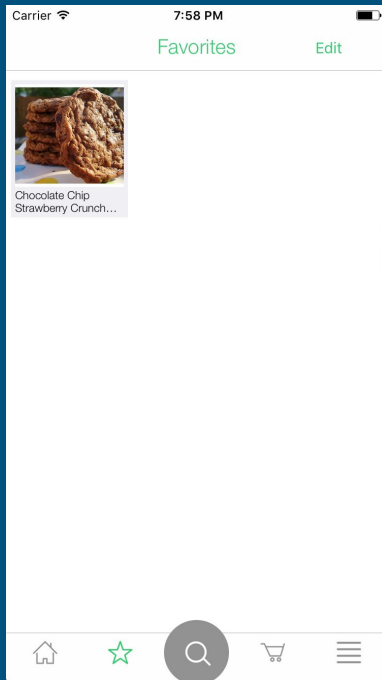 Carrier
7:58 PM
Favorites
Edit
Chocolate Chip
Strawberry Crunch...